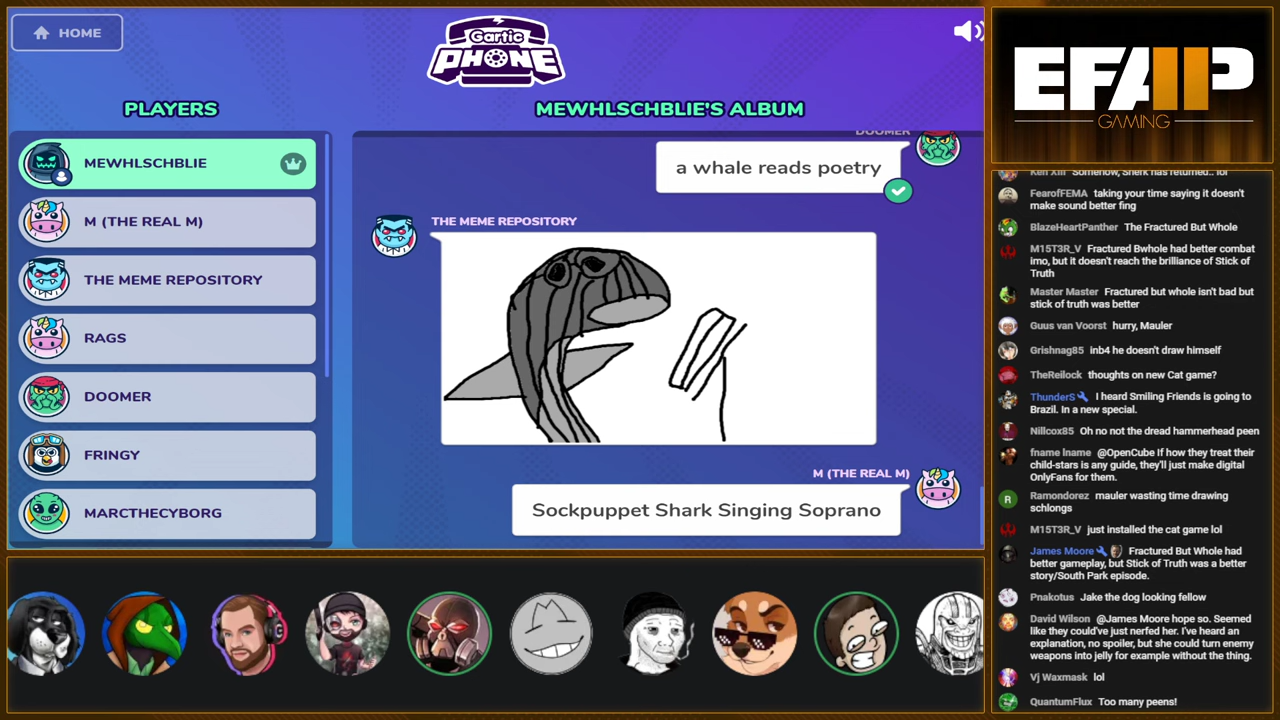 HOME
Gartic
PHONE
PLAYERS
MEWHLSCHBLIE
M (THE REAL M)
THE MEME REPOSITORY
RAGS
DOOMER
FRINGY
MARCTHECYBORG
MEWHLSCHBLIE'S ALBUM
DOOMER
a whale reads poetry
THE MEME REPOSITORY
M (THE REAL M)
Sockpuppet Shark Singing Soprano
EFAP
GAMING
Ken XIII Somehow, Sherk has returned.. lol
FearofFEMA taking your time saying it doesn't
make sound better fing
BlazeHeartPanther The Fractured But Whole
M15T3R_V Fractured Bwhole had better combat
imo, but it doesn't reach the brilliance of Stick of
Truth
Master Master Fractured but whole isn't bad but
stick of truth was better
Guus van Voorst hurry, Mauler
Grishnag85 inb4 he doesn't draw himself
TheReilock thoughts on new Cat game?
ThunderS I heard Smiling Friends is going to
Brazil. In a new special.
Nillcox85 Oh no not the dread hammerhead peen
fname lname @OpenCube If how they treat their
child-stars is any guide, they'll just make digital
OnlyFans for them.
R
Ramondorez mauler wasting time drawing
schlongs
M15T3R_V just installed the cat game lol
James Moore Fractured But Whole had
better gameplay, but Stick of Truth was a better
story/South Park episode.
Pnakotus Jake the dog looking fellow
David Wilson @James Moore hope so. Seemed
like they could've just nerfed her. I've heard an
explanation, no spoiler, but she could turn enemy
weapons into jelly for example without the thing.
Vj Waxmask lol
QuantumFlux Too many peens!